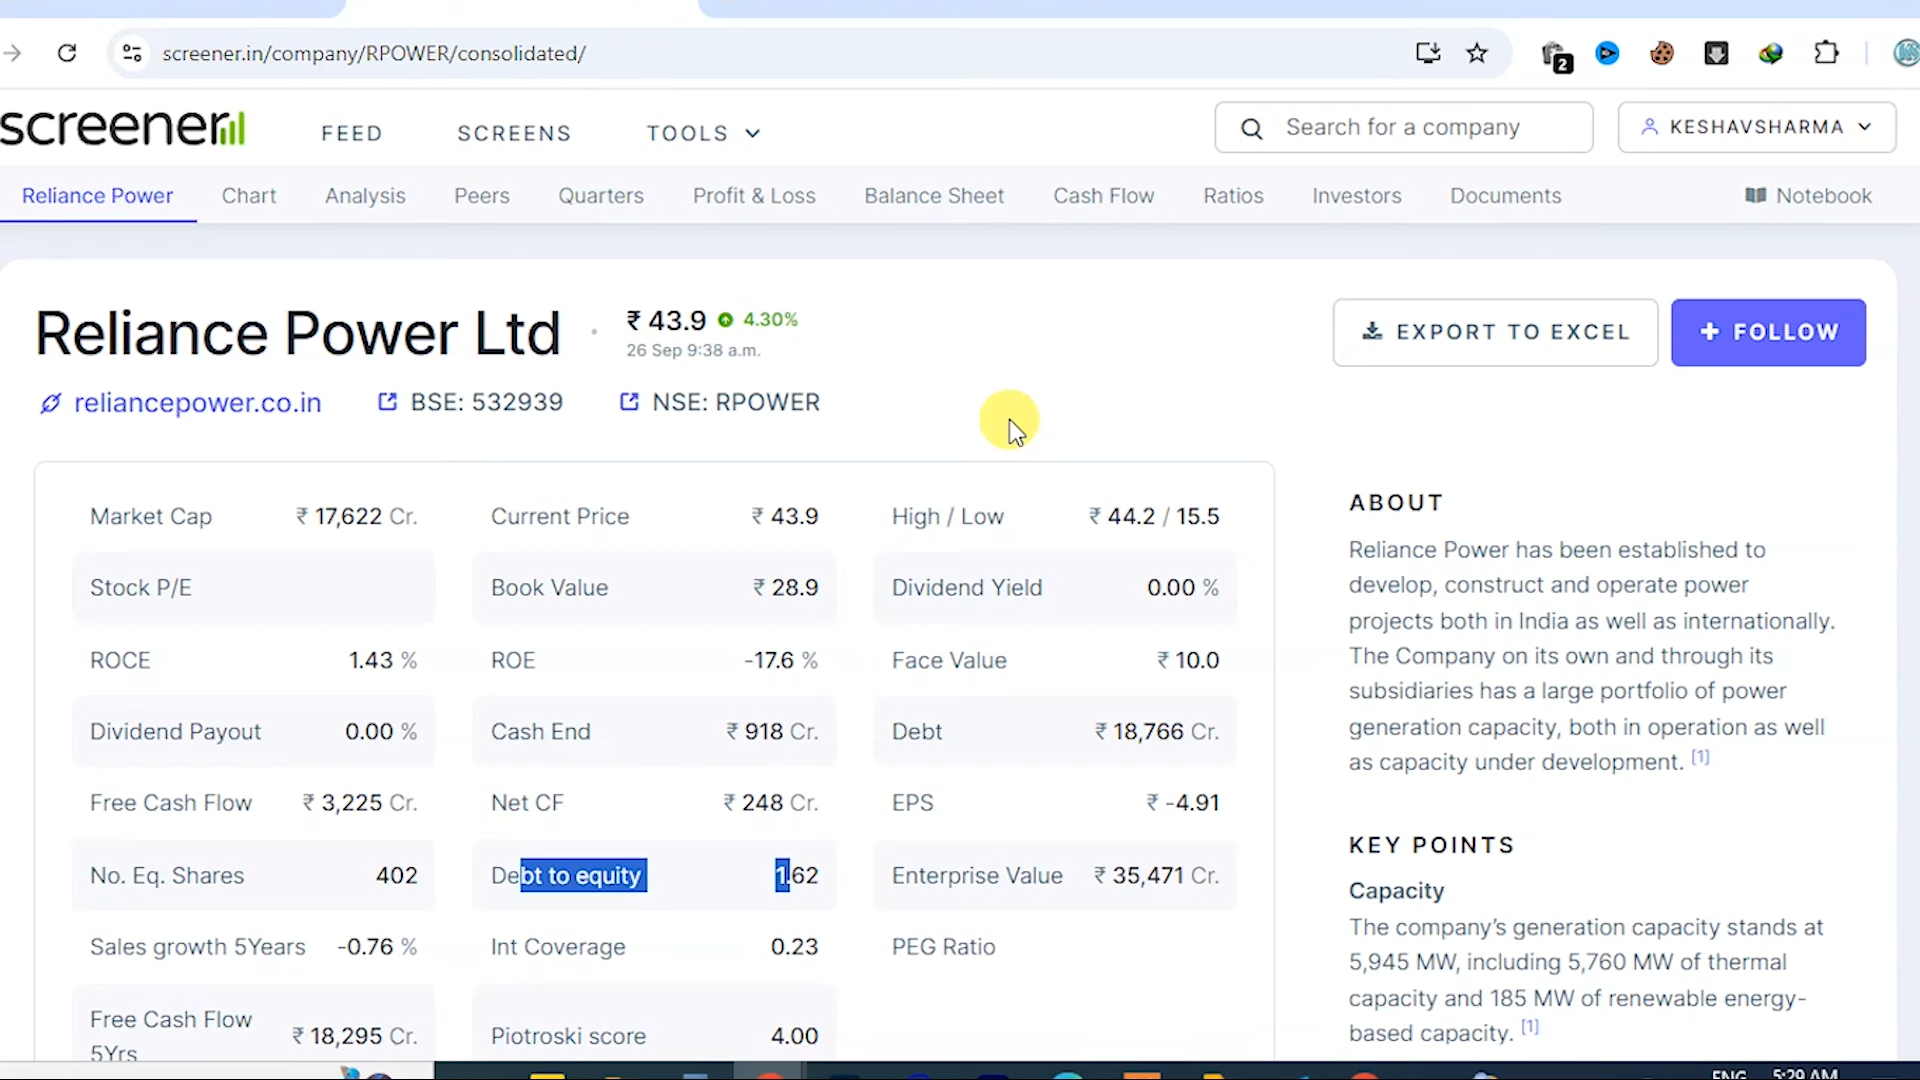 screener.in/company/RPOWER/consolidated/
2
KS
screener
FEED
SCREENS
TOOLS
Search for a company
KESHAVSHARMA
Reliance Power
Chart
Analysis
Peers
Quarters
Profit & Loss
Balance Sheet
Cash Flow
Ratios
Investors
Documents
Notebook
Reliance Power Ltd
₹ 43.9 4.30%
26 Sep 9:38 a.m.
EXPORT TO EXCEL
+ FOLLOW
reliancepower.co.in
BSE: 532939
NSE: RPOWER
Market Cap ₹ 17,622 Cr.
Current Price ₹ 43.9
High / Low ₹ 44.2 / 15.5
Stock P/E
Book Value ₹ 28.9
Dividend Yield 0.00 %
ROCE 1.43 %
ROE -17.6 %
Face Value ₹ 10.0
Dividend Payout 0.00 %
Cash End ₹ 918 Cr.
Debt ₹ 18,766 Cr.
Free Cash Flow ₹ 3,225 Cr.
Net CF ₹ 248 Cr.
EPS ₹ -4.91
No. Eq. Shares 402
Debt to equity 1.62
Enterprise Value ₹ 35,471 Cr.
Sales growth 5Years -0.76 %
Int Coverage 0.23
PEG Ratio
Free Cash Flow
5Yrs
₹ 18,295 Cr.
Piotroski score 4.00
ABOUT
Reliance Power has been established to
develop, construct and operate power
projects both in India as well as internationally.
The Company on its own and through its
subsidiaries has a large portfolio of power
generation capacity, both in operation as well
as capacity under development. [1]
KEY POINTS
Capacity
The company's generation capacity stands at
5,945 MW, including 5,760 MW of thermal
capacity and 185 MW of renewable energy-
based capacity. [1]
ENG
5:29 AM